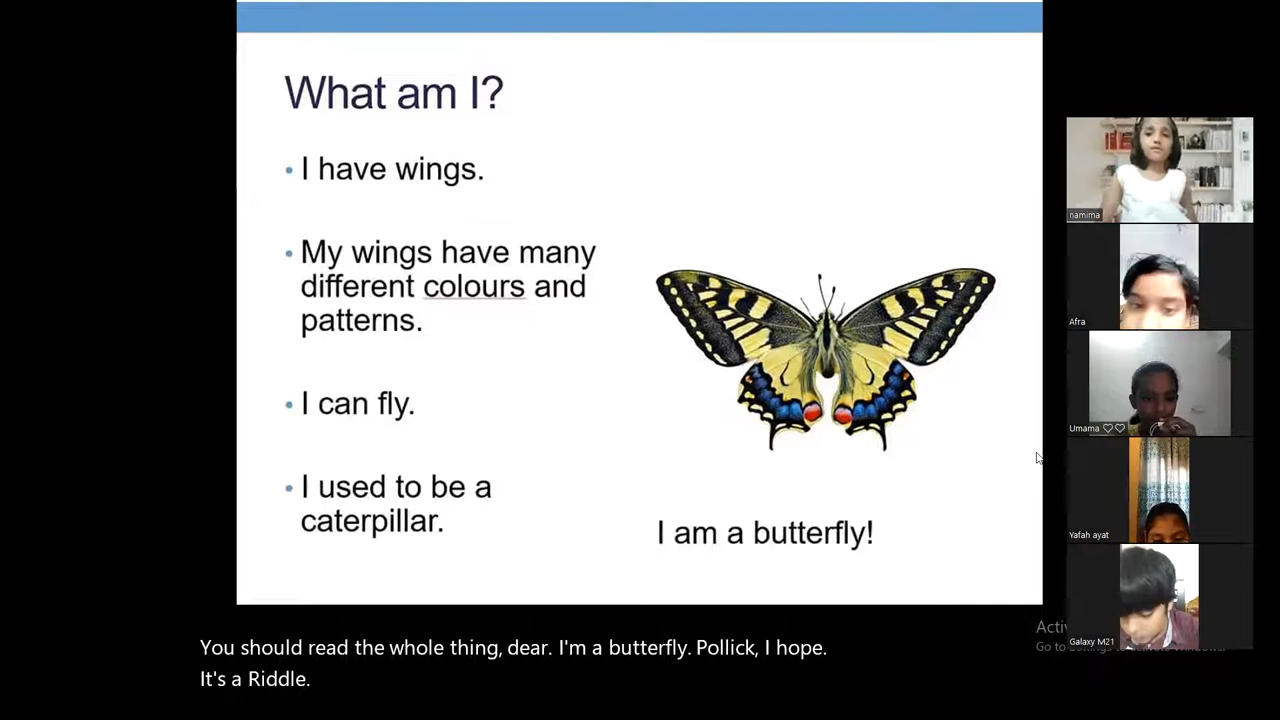 What am I?
• I have wings.
• My wings have many
different colours and
patterns.
• I can fly.
• I used to be a
caterpillar.
I am a butterfly!
namima
Afra
Umama ♡♡
Yafah ayat
Galaxy M21
You should read the whole thing, dear. I'm a butterfly. Pollick, I hope.
It's a Riddle.